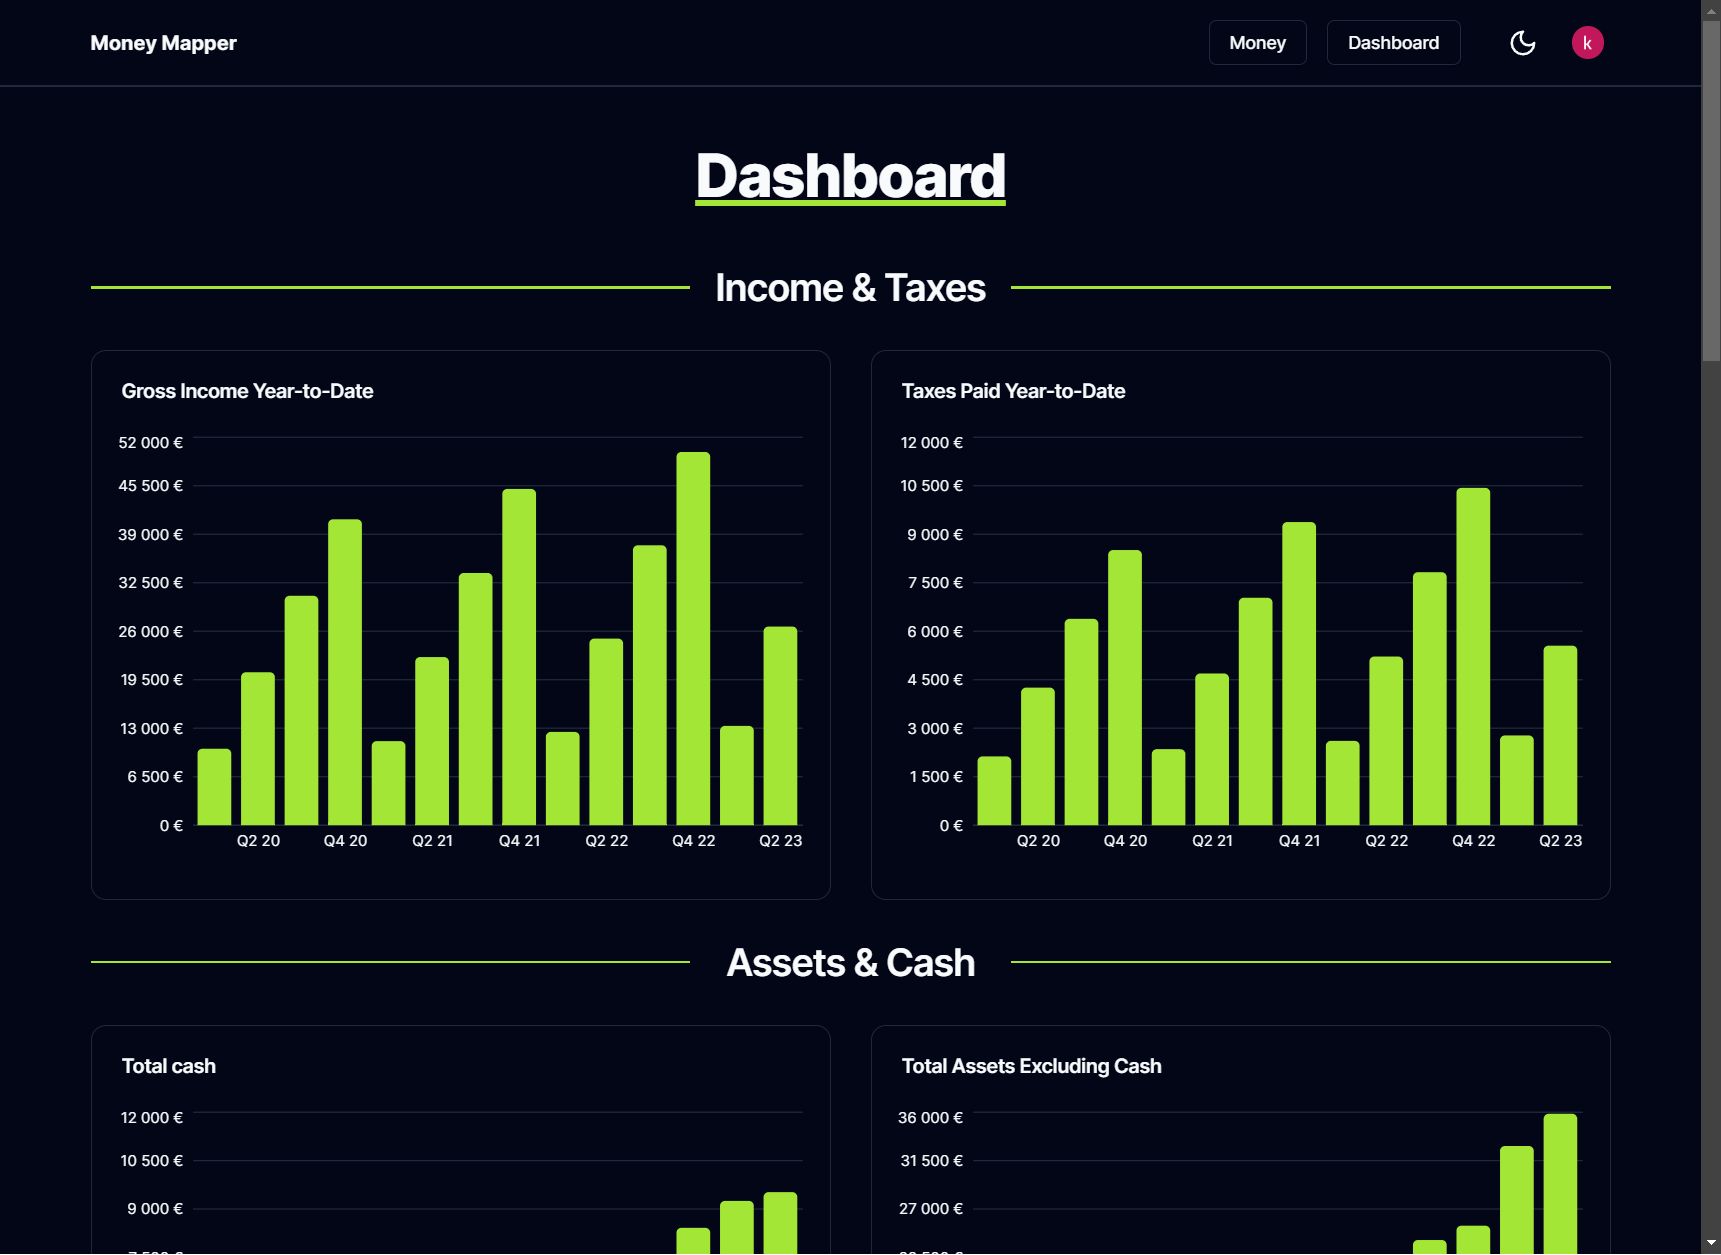 Money Mapper
Money
Dashboard
k
Dashboard
Income & Taxes
Gross Income Year-to-Date
52 000 €
45 500 €
39 000 €
32 500 €
26 000 €
19 500 €
13 000 €
6 500 €
0 €
Q2 20 Q4 20 Q2 21 Q4 21 Q2 22 Q4 22 Q2 23
Taxes Paid Year-to-Date
12 000 €
10 500 €
9 000 €
7 500 €
6 000 €
4 500 €
3 000 €
1 500 €
0 €
Q2 20 Q4 20 Q2 21 Q4 21 Q2 22 Q4 22 Q2 23
Assets & Cash
Total cash
12 000 €
10 500 €
9 000 €
Total Assets Excluding Cash
36 000 €
31 500 €
27 000 €